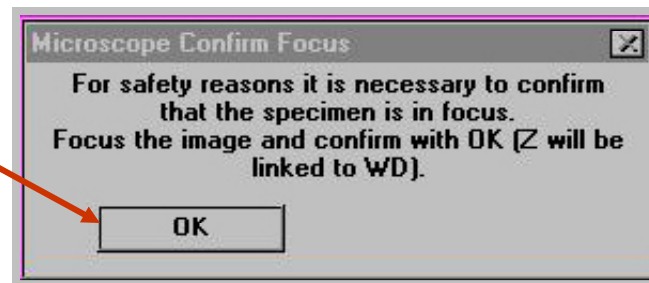 Microscope Confirm Focus
For safety reasons it is necessary to confirm
that the specimen is in focus.
Focus the image and confirm with OK (Z will be
linked to WD).
OK